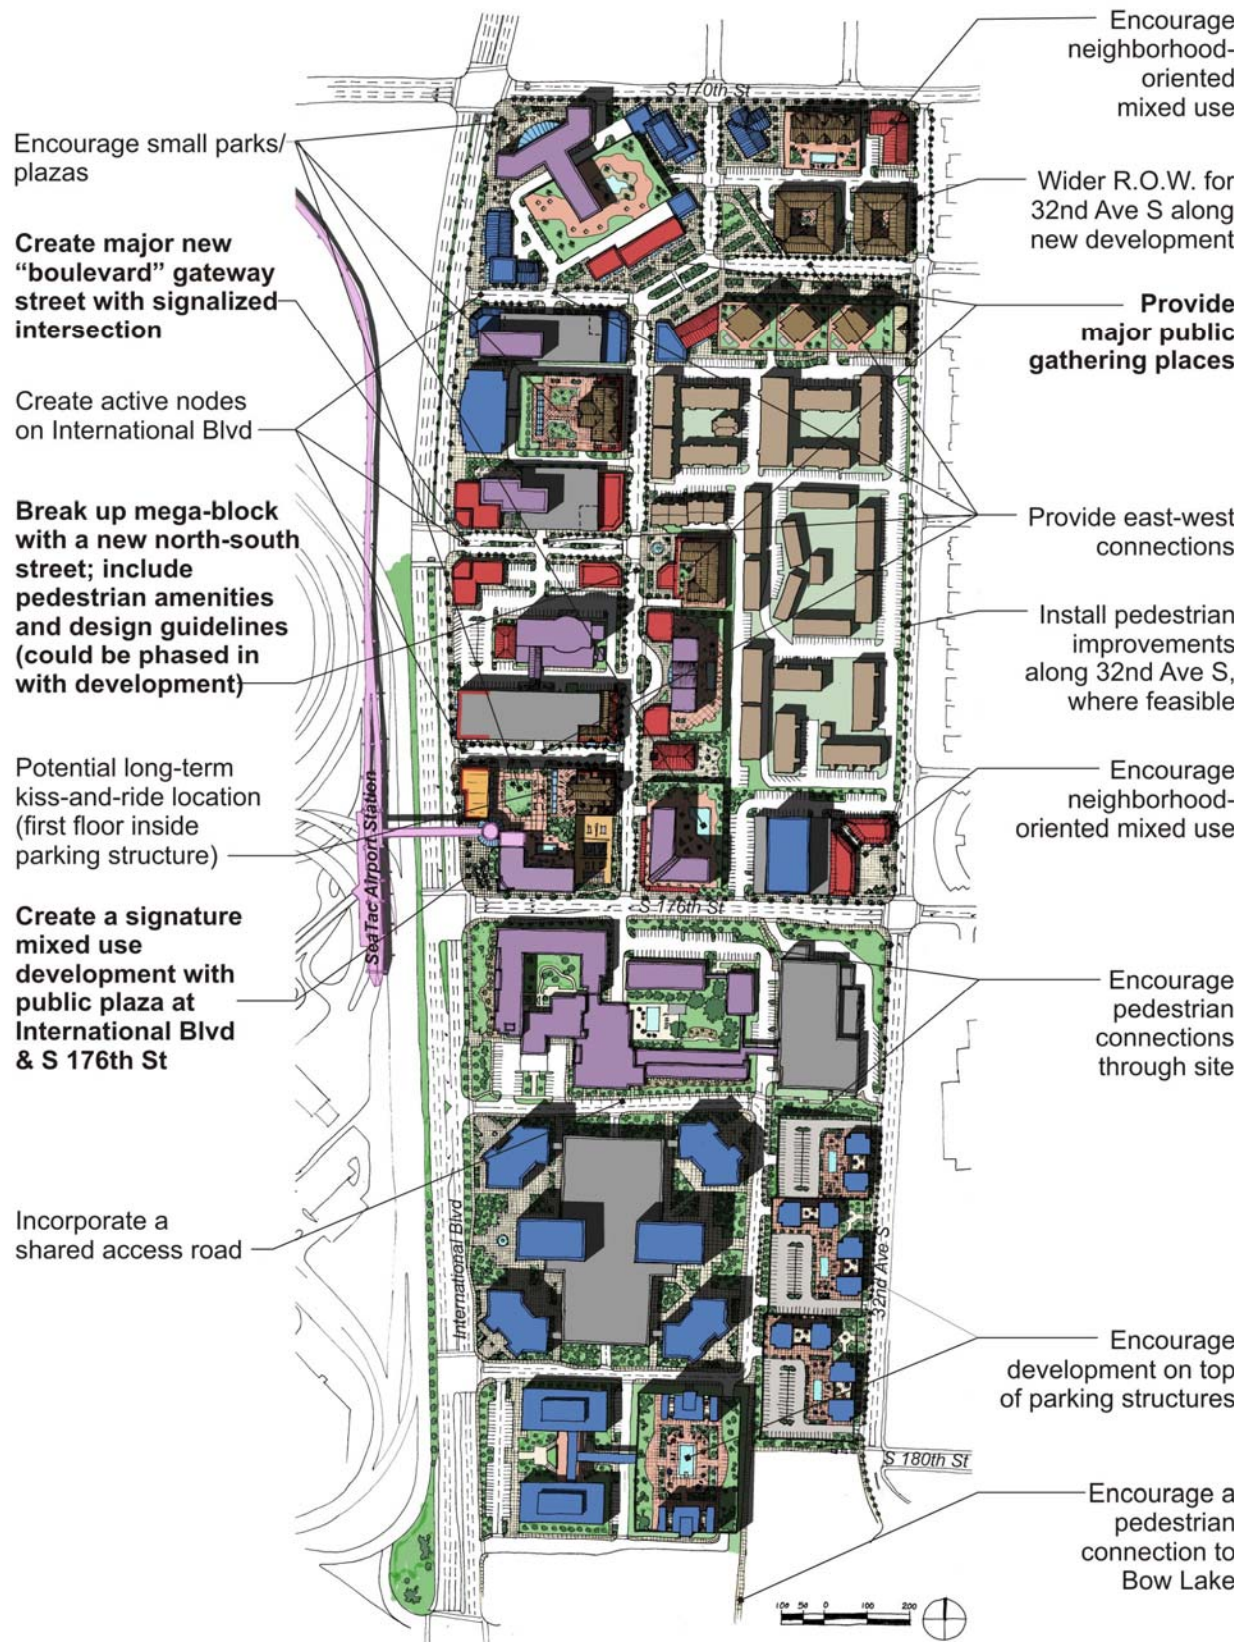 Encourage
neighborhood-
oriented
mixed use
S 170th St
Encourage small parks/
plazas
Wider R.O.W. for
32nd Ave S along
new development
Create major new
“boulevard” gateway
street with signalized
intersection
Provide
major public
gathering places
Create active nodes
on International Blvd
Break up mega-block
with a new north-south
street; include
pedestrian amenities
and design guidelines
(could be phased in
with development)
Provide east-west
connections
Install pedestrian
improvements
along 32nd Ave S,
where feasible
Potential long-term
kiss-and-ride location
(first floor inside
parking structure)
SeaTac Airport Station
Encourage
neighborhood-
oriented mixed use
Create a signature
mixed use
development with
public plaza at
International Blvd
& S 176th St
S 176th St
Encourage
pedestrian
connections
through site
Incorporate a
shared access road
International Blvd
32nd Ave S
Encourage
development on top
of parking structures
S 180th St
Encourage a
pedestrian
connection to
Bow Lake
100 50 0 100 200